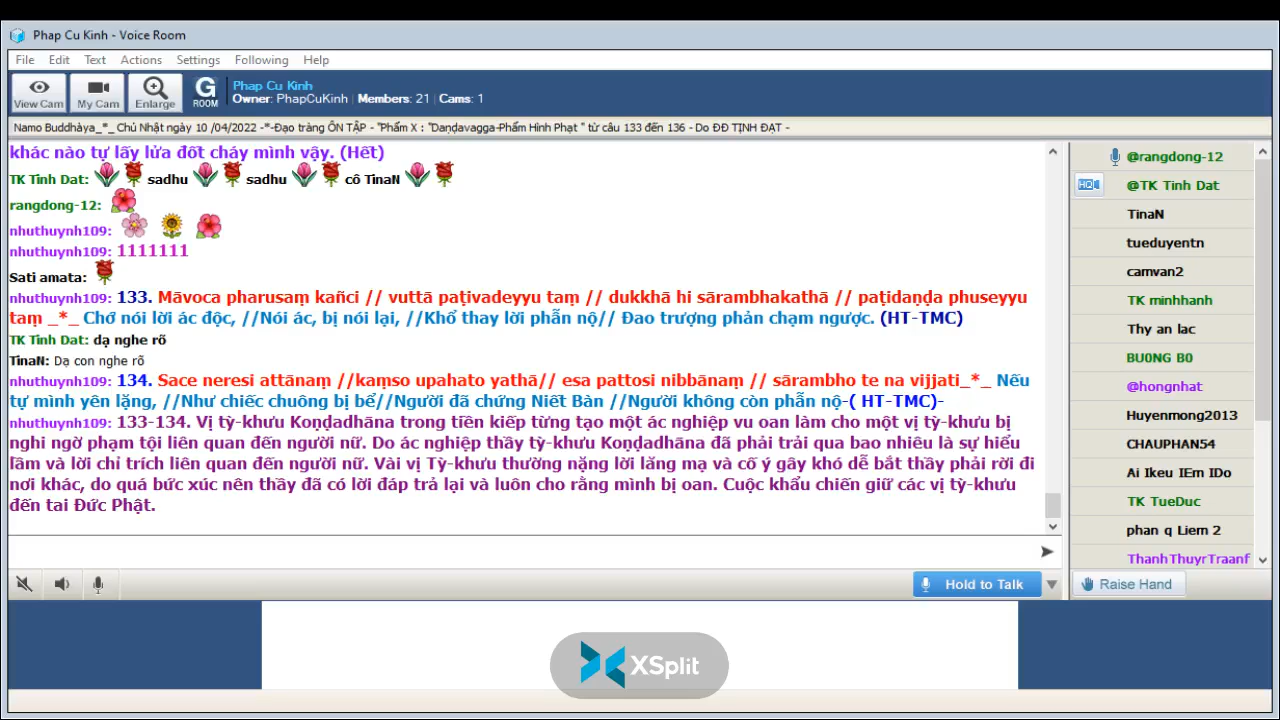 Phap Cu Kinh - Voice Room
File Edit Text Actions Settings Following Help
View Cam My Cam Enlarge G ROOM
Phap Cu Kinh
Owner: PhapCuKinh | Members: 21 | Cams: 1
Namo Buddhàya_*_ Chủ Nhật ngày 10 /04/2022 -*-Đạo tràng ÔN TẬP - "Phẩm X : "Daṇḍavagga-Phẩm Hình Phạt " từ câu 133 đến 136 - Do ĐĐ TỊNH ĐẠT -
khác nào tự lấy lửa đốt cháy mình vậy. (Hết)
TK Tinh Dat: sadhu sadhu cô TinaN
rangdong-12:
nhuthuynh109:
nhuthuynh109: 1111111
Sati amata:
nhuthuynh109: 133. Māvoca pharusaṃ kañci // vuttā paṭivadeyyu taṃ // dukkhā hi sārambhakathā // paṭidaṇḍa phuseyyu
taṃ _*_ Chớ nói lời ác độc, //Nói ác, bị nói lại, //Khổ thay lời phẫn nộ// Đao trượng phản chạm ngược. (HT-TMC)
TK Tinh Dat: dạ nghe rõ
TinaN: Dạ con nghe rõ
nhuthuynh109: 134. Sace neresi attānaṃ //kaṃso upahato yathā// esa pattosi nibbānaṃ // sārambho te na vijjati_*_ Nếu
tự mình yên lặng, //Như chiếc chuông bị bể//Người đã chứng Niết Bàn //Người không còn phẫn nộ-( HT-TMC)-
nhuthuynh109: 133-134. Vị tỳ-khưu Koṇḍadhāna trong tiền kiếp từng tạo một ác nghiệp vu oan làm cho một vị tỳ-khưu bị
nghi ngờ phạm tội liên quan đến người nữ. Do ác nghiệp thầy tỳ-khưu Koṇḍadhāna đã phải trải qua bao nhiêu là sự hiểu
lầm và lời chỉ trích liên quan đến người nữ. Vài vị Tỳ-khưu thường nặng lời lăng mạ và cố ý gây khó dễ bắt thầy phải rời đi
nơi khác, do quá bức xúc nên thầy đã có lời đáp trả lại và luôn cho rằng mình bị oan. Cuộc khẩu chiến giữ các vị tỳ-khưu
đến tai Đức Phật.
@rangdong-12
HQ @TK Tinh Dat
TinaN
tueduyentn
camvan2
TK minhhanh
Thy an lac
BU0NG B0
@hongnhat
Huyenmong2013
CHAUPHAN54
Ai Ikeu IEm IDo
TK TueDuc
phan q Liem 2
ThanhThuyrTraanf
Hold to Talk
Raise Hand
XSplit